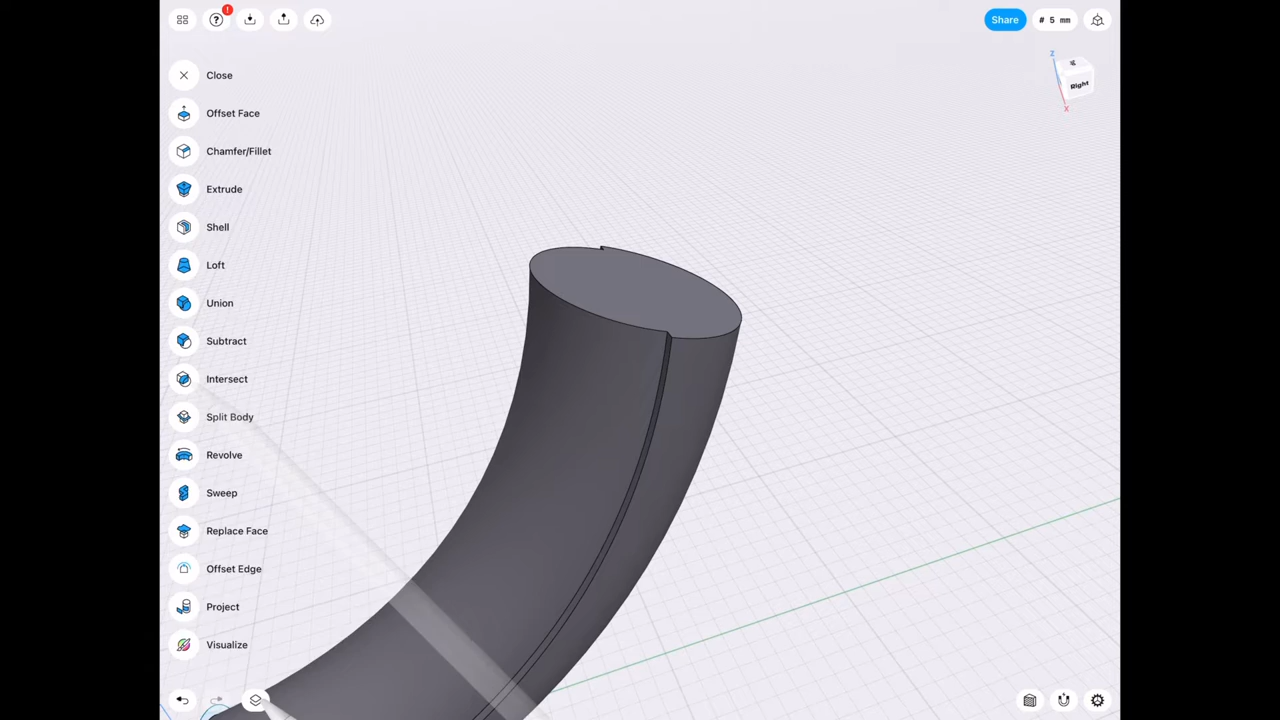 !
?
Share
# 5 mm
Z
Right
X
Close
Offset Face
Chamfer/Fillet
Extrude
Shell
Loft
Union
Subtract
Intersect
Split Body
Revolve
Sweep
Replace Face
Offset Edge
Project
Visualize